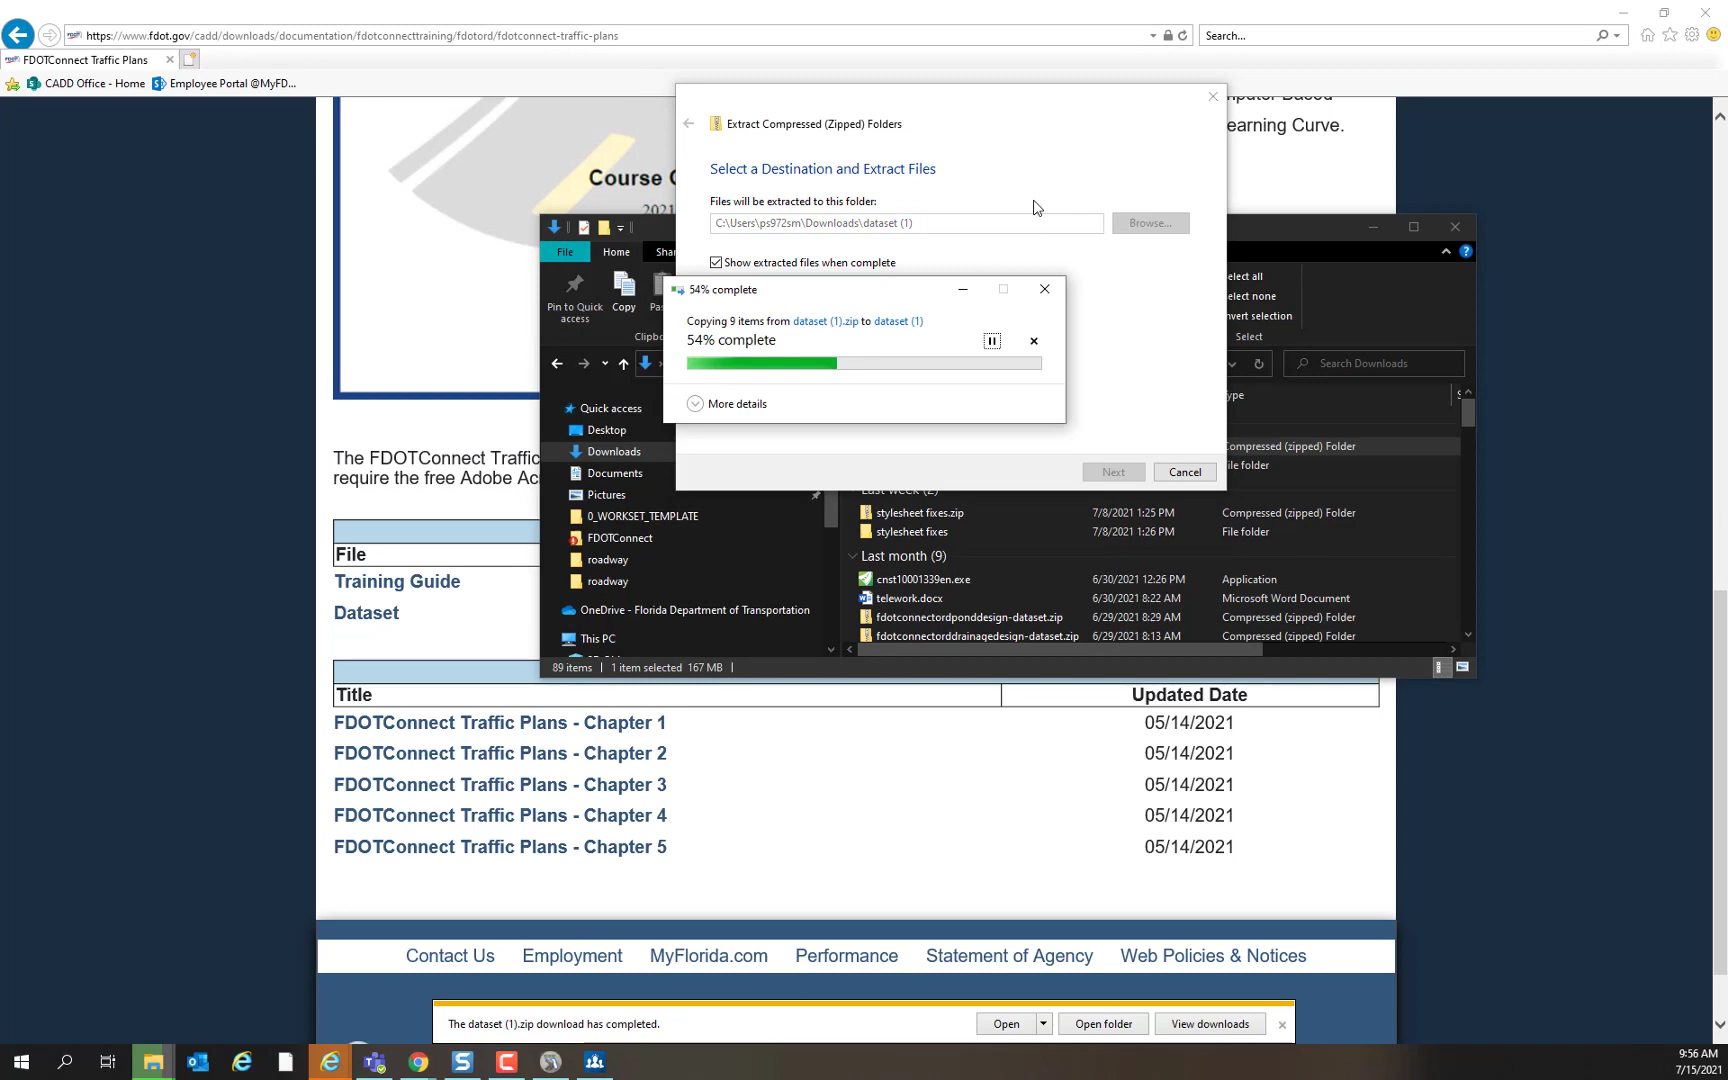 https://www.fdot.gov/cadd/downloads/documentation/fdotconnecttraining/fdotord/fdotconnect-traffic-plans
Search...
FDOTConnect Traffic Plans
CADD Office - Home
Employee Portal @MyFD...
earning Curve.
Course
2021
Extract Compressed (Zipped) Folders
Select a Destination and Extract Files
Files will be extracted to this folder:
C:\Users\ps972sm\Downloads\dataset (1)
Browse...
Show extracted files when complete
File
Home
Shar
Pin to Quick access
Copy
Clipbo
elect all
elect none
nvert selection
Select
54% complete
Copying 9 items from dataset (1).zip to dataset (1)
54% complete
More details
Next
Cancel
Search Downloads
Quick access
Desktop
Downloads
Documents
Pictures
0_WORKSET_TEMPLATE
FDOTConnect
roadway
roadway
OneDrive - Florida Department of Transportation
This PC
ype
Compressed (zipped) Folder
ile folder
Last week (2)
stylesheet fixes.zip 7/8/2021 1:25 PM Compressed (zipped) Folder
stylesheet fixes 7/8/2021 1:26 PM File folder
Last month (9)
cnst10001339en.exe 6/30/2021 12:26 PM Application
telework.docx 6/30/2021 8:22 AM Microsoft Word Document
fdotconnectordponddesign-dataset.zip 6/29/2021 8:29 AM Compressed (zipped) Folder
fdotconnectorddrainagedesign-dataset.zip 6/29/2021 8:13 AM Compressed (zipped) Folder
89 items 1 item selected 167 MB
The FDOTConnect Traffic
require the free Adobe Ac
File
Training Guide
Dataset
Title Updated Date
FDOTConnect Traffic Plans - Chapter 1 05/14/2021
FDOTConnect Traffic Plans - Chapter 2 05/14/2021
FDOTConnect Traffic Plans - Chapter 3 05/14/2021
FDOTConnect Traffic Plans - Chapter 4 05/14/2021
FDOTConnect Traffic Plans - Chapter 5 05/14/2021
Contact Us Employment MyFlorida.com Performance Statement of Agency Web Policies & Notices
The dataset (1).zip download has completed.
Open
Open folder
View downloads
9:56 AM
7/15/2021